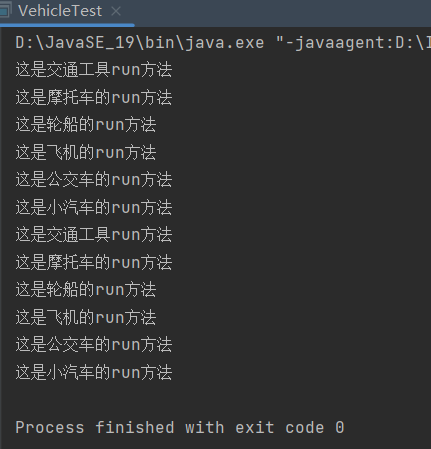 VehicleTest
D:\JavaSE_19\bin\java.exe "-javaagent:D:\
这是交通工具run方法
这是摩托车的run方法
这是轮船的run方法
这是飞机的run方法
这是公交车的run方法
这是小汽车的run方法
这是交通工具run方法
这是摩托车的run方法
这是轮船的run方法
这是飞机的run方法
这是公交车的run方法
这是小汽车的run方法
Process finished with exit code 0